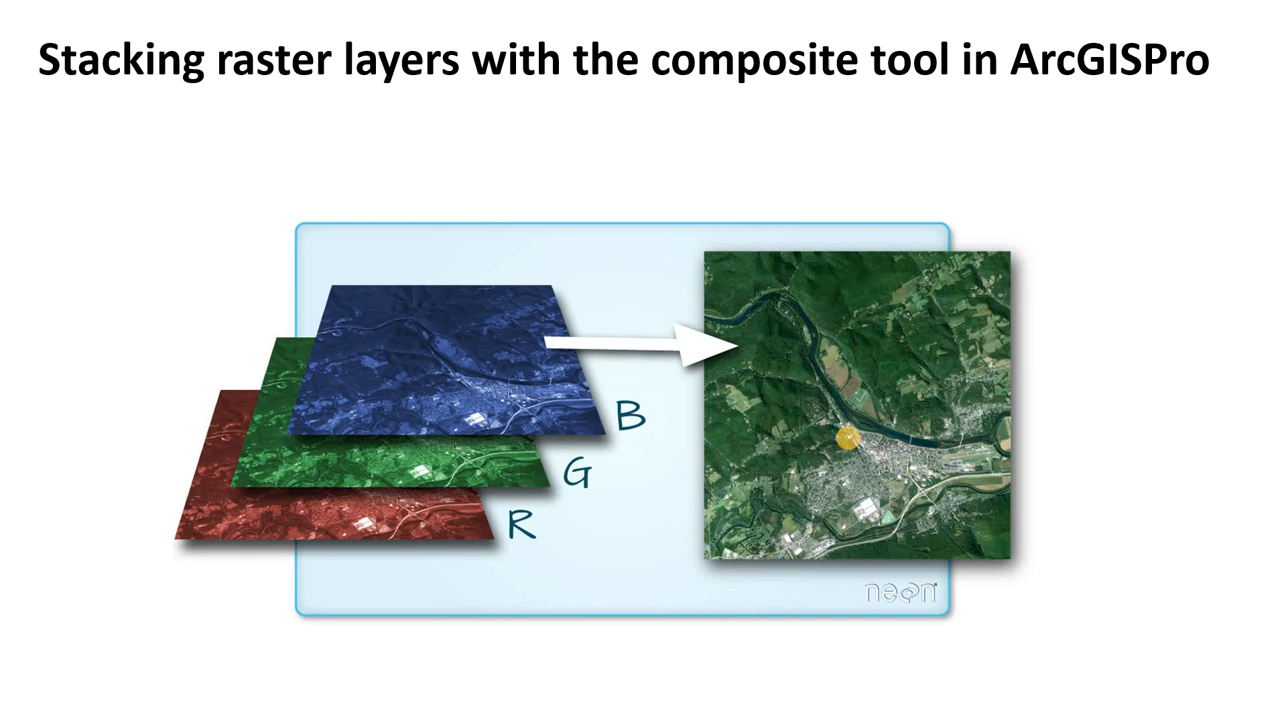 Stacking raster layers with the composite tool in ArcGISPro
B
G
R
neon